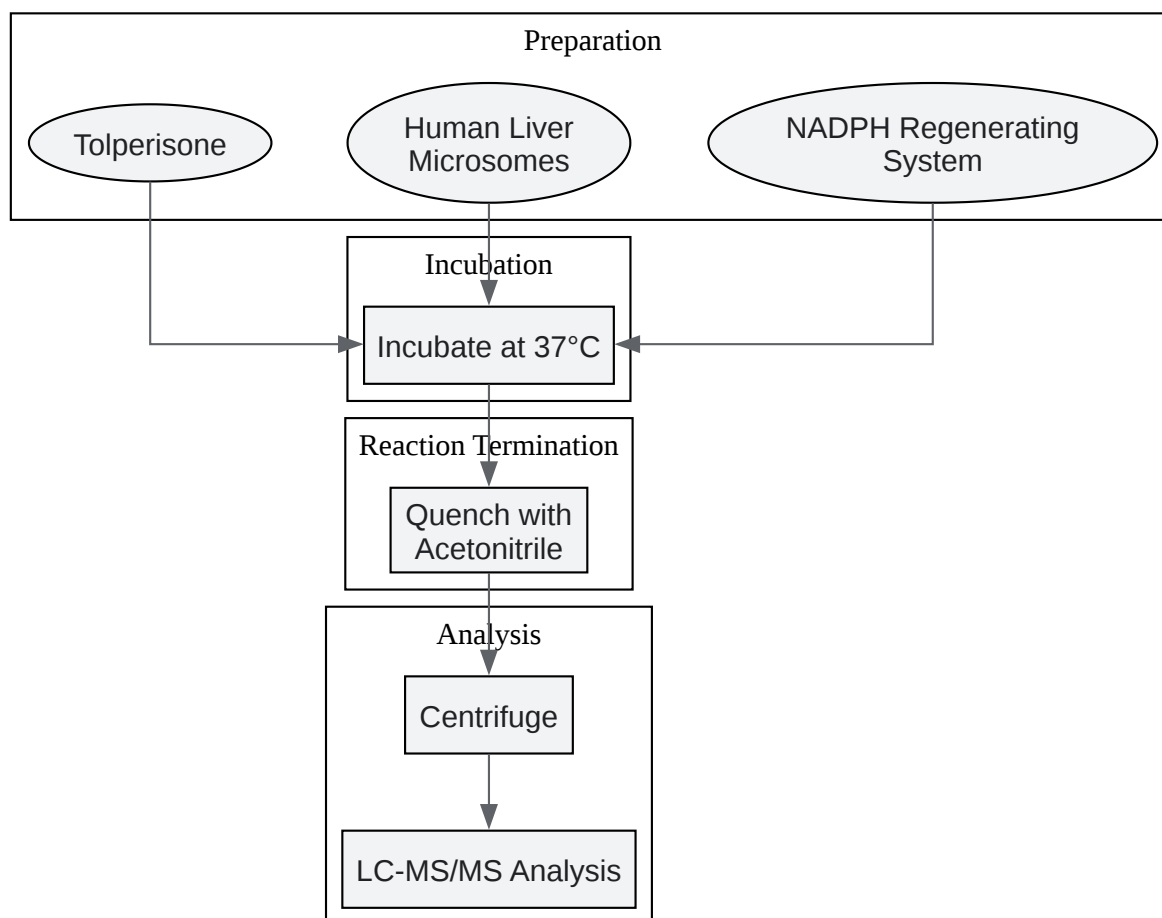 Preparation
Tolperisone
Human Liver
Microsomes
NADPH Regenerating
System
Incubation
Incubate at 37°C
Reaction Termination
Quench with
Acetonitrile
Analysis
Centrifuge
LC-MS/MS Analysis